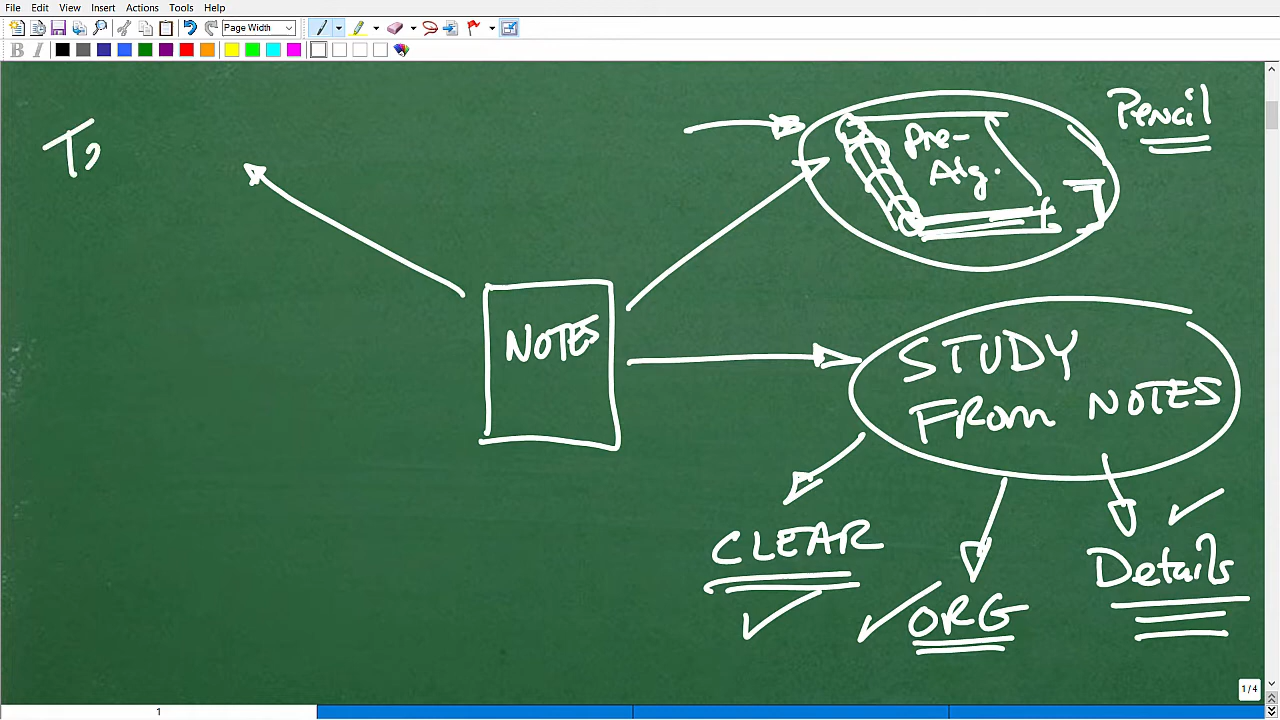 File Edit View Insert Actions Tools Help
Page Width
B I
Pencil
Pre-
Alg.
NOTES
STUDY
FROM NOTES
CLEAR
ORG
Details
1/4
1